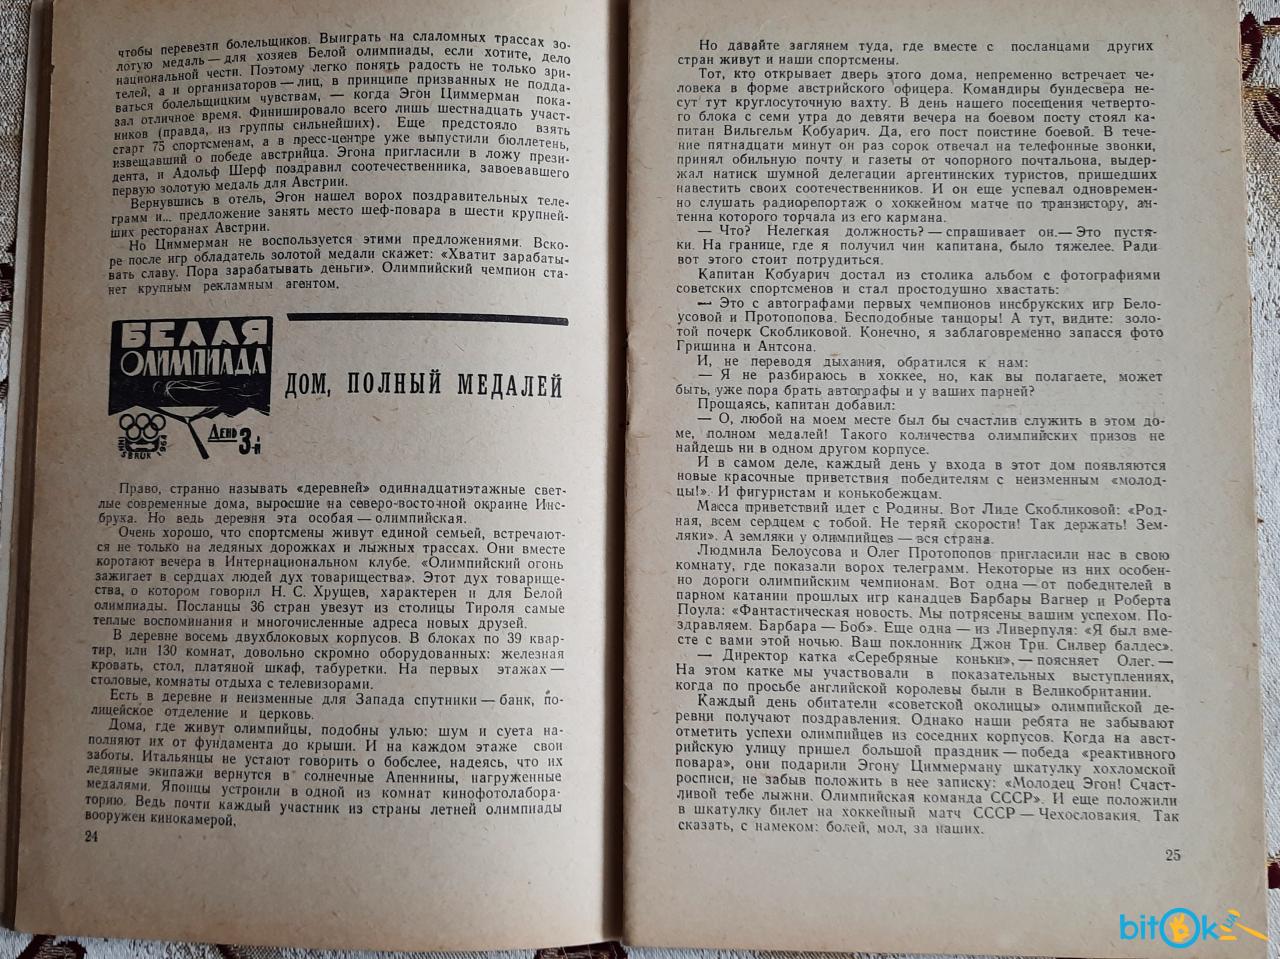 чтобы перевезти болельщиков. Выиграть на слаломных трассах зо-
лотую медаль — для хозяев Белой олимпиады, если хотите, дело
национальной чести. Поэтому легко понять радость не только зри-
телей, а и организаторов — лиц, в принципе призванных не подда-
ваться болельщицким чувствам, — когда Эгон Циммерман пока-
зал отличное время. Финишировало всего лишь шестнадцать участ-
ников (правда, из группы сильнейших). Еще предстояло взять
старт 75 спортсменам, а в пресс-центре уже выпустили бюллетень,
извещавший о победе австрийца. Эгона пригласили в ложу прези-
дента, и Адольф Шерф поздравил соотечественника, завоевавшего
первую золотую медаль для Австрии.
Вернувшись в отель, Эгон нашел ворох поздравительных теле-
грамм и... предложение занять место шеф-повара в шести крупней-
ших ресторанах Австрии.
Но Циммерман не воспользуется этими предложениями. Вско-
ре после игр обладатель золотой медали скажет: «Хватит зарабаты-
вать славу. Пора зарабатывать деньги». Олимпийский чемпион ста-
нет крупным рекламным агентом.
БЕЛАЯ
ОЛИМПИАДА
ДОМ, ПОЛНЫЙ МЕДАЛЕЙ
День 3-й
INN
SBRUK 1964
Право, странно называть «деревней» одиннадцатиэтажные свет-
лые современные дома, выросшие на северо-восточной окраине Инс-
брука. Но ведь деревня эта особая — олимпийская.
Очень хорошо, что спортсмены живут единой семьей, встречают-
ся не только на ледяных дорожках и лыжных трассах. Они вместе
коротают вечера в Интернациональном клубе. «Олимпийский огонь
зажигает в сердцах людей дух товарищества». Этот дух товарище-
ства, о котором говорил Н. С. Хрущев, характерен и для Белой
олимпиады. Посланцы 36 стран увезут из столицы Тироля самые
теплые воспоминания и многочисленные адреса новых друзей.
В деревне восемь двухблоковых корпусов. В блоках по 39 квар-
тир, или 130 комнат, довольно скромно оборудованных: железная
кровать, стол, платяной шкаф, табуретки. На первых этажах —
столовые, комнаты отдыха с телевизорами.
Есть в деревне и неизменные для Запада спутники — банк, по-
лицейское отделение и церковь.
Дома, где живут олимпийцы, подобны улью: шум и суета на-
полняют их от фундамента до крыши. И на каждом этаже свои
заботы. Итальянцы не устают говорить о бобслее, надеясь, что их
ледяные экипажи вернутся в солнечные Апеннины, нагруженные
медалями. Японцы устроили в одной из комнат кинофотолабора-
торию. Ведь почти каждый участник из страны летней олимпиады
вооружен кинокамерой.
24
Но давайте заглянем туда, где вместе с посланцами других
стран живут и наши спортсмены.
Тот, кто открывает дверь этого дома, непременно встречает че-
ловека в форме австрийского офицера. Командиры бундесвера не-
сут тут круглосуточную вахту. В день нашего посещения четверто-
го блока с семи утра до девяти вечера на боевом посту стоял ка-
питан Вильгельм Кобуарич. Да, его пост поистине боевой. В тече-
ние пятнадцати минут он раз сорок отвечал на телефонные звонки,
принял обильную почту и газеты от чопорного почтальона, выдер-
жал натиск шумной делегации аргентинских туристов, пришедших
навестить своих соотечественников. И он еще успевал одновремен-
но слушать радиорепортаж о хоккейном матче по транзистору, ан-
тенна которого торчала из его кармана.
— Что? Нелегкая должность? — спрашивает он. — Это пустя-
ки. На границе, где я получил чин капитана, было тяжелее. Ради
вот этого стоит потрудиться.
Капитан Кобуарич достал из столика альбом с фотографиями
советских спортсменов и стал простодушно хвастать:
— Это с автографами первых чемпионов инсбрукских игр Бело-
усовой и Протопопова. Бесподобные танцоры! А тут, видите: золо-
той почерк Скобликовой. Конечно, я заблаговременно запасся фото
Гришина и Антсона.
И, не переводя дыхания, обратился к нам:
— Я не разбираюсь в хоккее, но, как вы полагаете, может
быть, уже пора брать автографы и у ваших парней?
Прощаясь, капитан добавил:
— О, любой на моем месте был бы счастлив служить в этом до-
ме, полном медалей! Такого количества олимпийских призов не
найдешь ни в одном другом корпусе.
И в самом деле, каждый день у входа в этот дом появляются
новые красочные приветствия победителям с неизменным «молод-
цы!». И фигуристам и конькобежцам.
Масса приветствий идет с Родины. Вот Лиде Скобликовой: «Род-
ная, всем сердцем с тобой. Не теряй скорости! Так держать! Зем-
ляки». А земляки у олимпийцев — вся страна.
Людмила Белоусова и Олег Протопопов пригласили нас в свою
комнату, где показали ворох телеграмм. Некоторые из них особен-
но дороги олимпийским чемпионам. Вот одна — от победителей в
парном катании прошлых игр канадцев Барбары Вагнер и Роберта
Поула: «Фантастическая новость. Мы потрясены вашим успехом. По-
здравляем. Барбара — Боб». Еще одна — из Ливерпуля: «Я был вме-
сте с вами этой ночью. Ваш поклонник Джон Три. Силвер балдес».
— Директор катка «Серебряные коньки», — поясняет Олег. —
На этом катке мы участвовали в показательных выступлениях,
когда по просьбе английской королевы были в Великобритании.
Каждый день обитатели «советской околицы» олимпийской де-
ревни получают поздравления. Однако наши ребята не забывают
отметить успехи олимпийцев из соседних корпусов. Когда на авст-
рийскую улицу пришел большой праздник — победа «реактивного
повара», они подарили Эгону Циммерману шкатулку хохломской
росписи, не забыв положить в нее записку: «Молодец Эгон! Счаст-
ливой тебе лыжни. Олимпийская команда СССР». И еще положили
в шкатулку билет на хоккейный матч СССР — Чехословакия. Так
сказать, с намеком: болей, мол, за наших.
25
bitOk